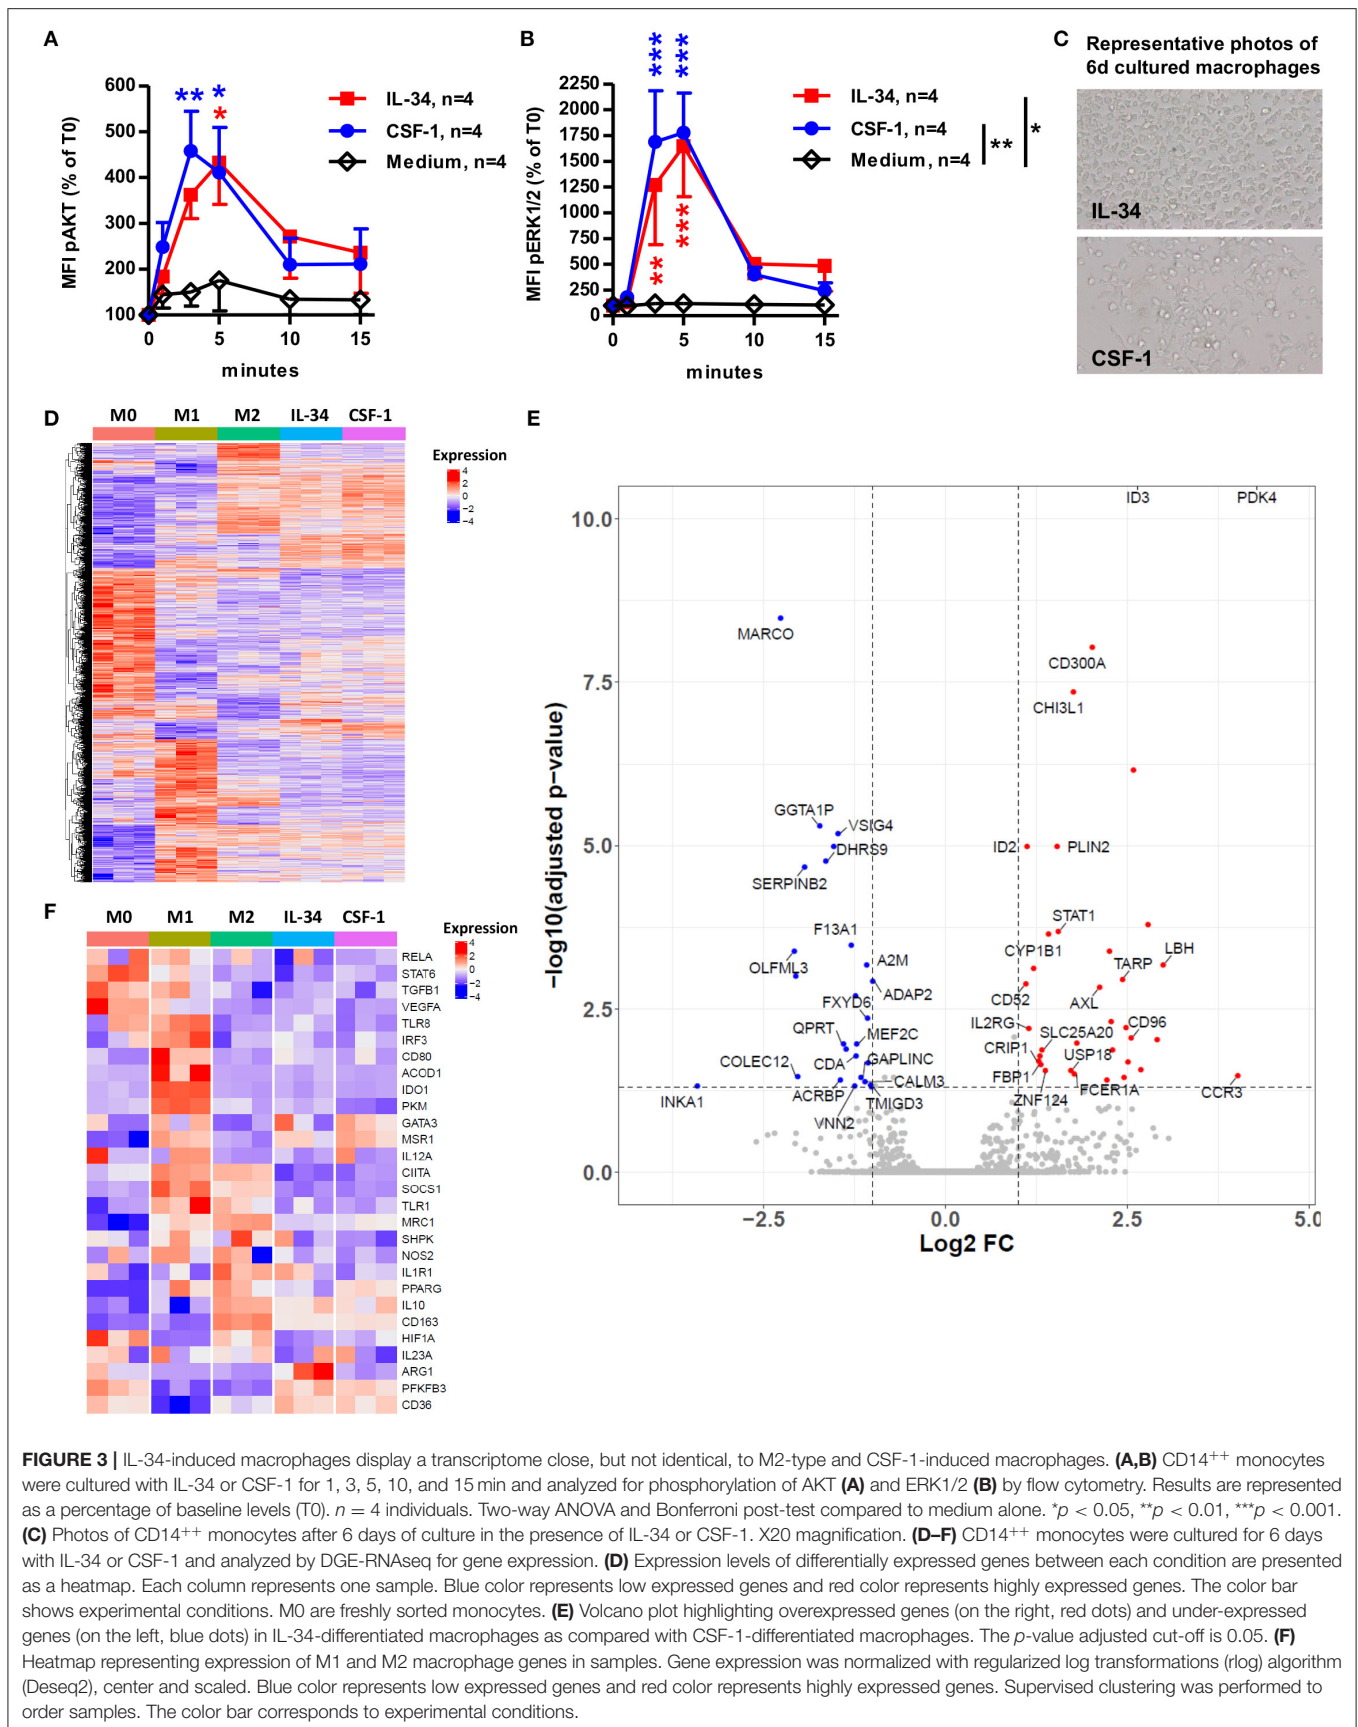 A
MFI pAKT (% of T0)
600
500
400
300
200
100
0
5
10
15
minutes
IL-34, n=4
CSF-1, n=4
Medium, n=4
**
*
*
B
MFI pERK1/2 (% of T0)
2250
2000
1750
1500
1250
1000
750
500
250
0
0
5
10
15
minutes
***
***
**
***
IL-34, n=4
CSF-1, n=4
Medium, n=4
**
*
C
Representative photos of
6d cultured macrophages
IL-34
CSF-1
D
M0 M1 M2 IL-34 CSF-1
Expression
4
2
0
−2
−4
E
−log10(adjusted p−value)
10.0
7.5
5.0
2.5
0.0
−2.5
0.0
2.5
5.0
Log2 FC
ID3
PDK4
MARCO
CD300A
CHI3L1
GGTA1P
VSIG4
DHRS9
SERPINB2
ID2
PLIN2
F13A1
OLFML3
A2M
ADAP2
FXYD6
QPRT
MEF2C
COLEC12
CDA
GAPLINC
CALM3
INKA1
ACRBP
TMIGD3
VNN2
STAT1
CYP1B1
LBH
TARP
CD52
AXL
IL2RG
SLC25A20
CD96
CRIP1
USP18
FBP1
FCER1A
ZNF124
CCR3
F
M0 M1 M2 IL-34 CSF-1
Expression
4
2
0
−2
−4
RELA
STAT6
TGFB1
VEGFA
TLR8
IRF3
CD80
ACOD1
IDO1
PKM
GATA3
MSR1
IL12A
CIITA
SOCS1
TLR1
MRC1
SHPK
NOS2
IL1R1
PPARG
IL10
CD163
HIF1A
IL23A
ARG1
PFKFB3
CD36
FIGURE 3 | IL-34-induced macrophages display a transcriptome close, but not identical, to M2-type and CSF-1-induced macrophages. (A,B) CD14++ monocytes
were cultured with IL-34 or CSF-1 for 1, 3, 5, 10, and 15 min and analyzed for phosphorylation of AKT (A) and ERK1/2 (B) by flow cytometry. Results are represented
as a percentage of baseline levels (T0). n = 4 individuals. Two-way ANOVA and Bonferroni post-test compared to medium alone. *p < 0.05, **p < 0.01, ***p < 0.001.
(C) Photos of CD14++ monocytes after 6 days of culture in the presence of IL-34 or CSF-1. X20 magnification. (D–F) CD14++ monocytes were cultured for 6 days
with IL-34 or CSF-1 and analyzed by DGE-RNAseq for gene expression. (D) Expression levels of differentially expressed genes between each condition are presented
as a heatmap. Each column represents one sample. Blue color represents low expressed genes and red color represents highly expressed genes. The color bar
shows experimental conditions. M0 are freshly sorted monocytes. (E) Volcano plot highlighting overexpressed genes (on the right, red dots) and under-expressed
genes (on the left, blue dots) in IL-34-differentiated macrophages as compared with CSF-1-differentiated macrophages. The p-value adjusted cut-off is 0.05. (F)
Heatmap representing expression of M1 and M2 macrophage genes in samples. Gene expression was normalized with regularized log transformations (rlog) algorithm
(Deseq2), center and scaled. Blue color represents low expressed genes and red color represents highly expressed genes. Supervised clustering was performed to
order samples. The color bar corresponds to experimental conditions.